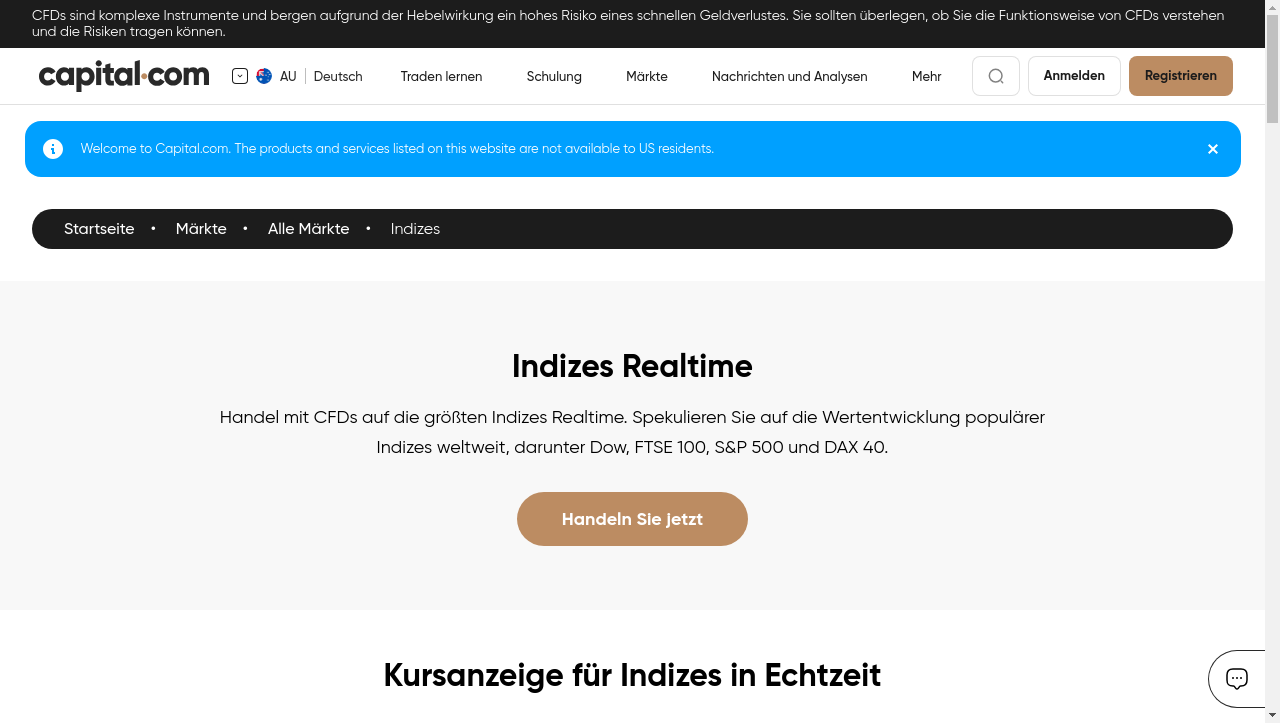 CFDs sind komplexe Instrumente und bergen aufgrund der Hebelwirkung ein hohes Risiko eines schnellen Geldverlustes. Sie sollten überlegen, ob Sie die Funktionsweise von CFDs verstehen
und die Risiken tragen können.
capital.com
AU
Deutsch
Traden lernen
Schulung
Märkte
Nachrichten und Analysen
Mehr
Anmelden
Registrieren
Welcome to Capital.com. The products and services listed on this website are not available to US residents.
Startseite • Märkte • Alle Märkte • Indizes
Indizes Realtime
Handel mit CFDs auf die größten Indizes Realtime. Spekulieren Sie auf die Wertentwicklung populärer
Indizes weltweit, darunter Dow, FTSE 100, S&P 500 und DAX 40.
Handeln Sie jetzt
Kursanzeige für Indizes in Echtzeit